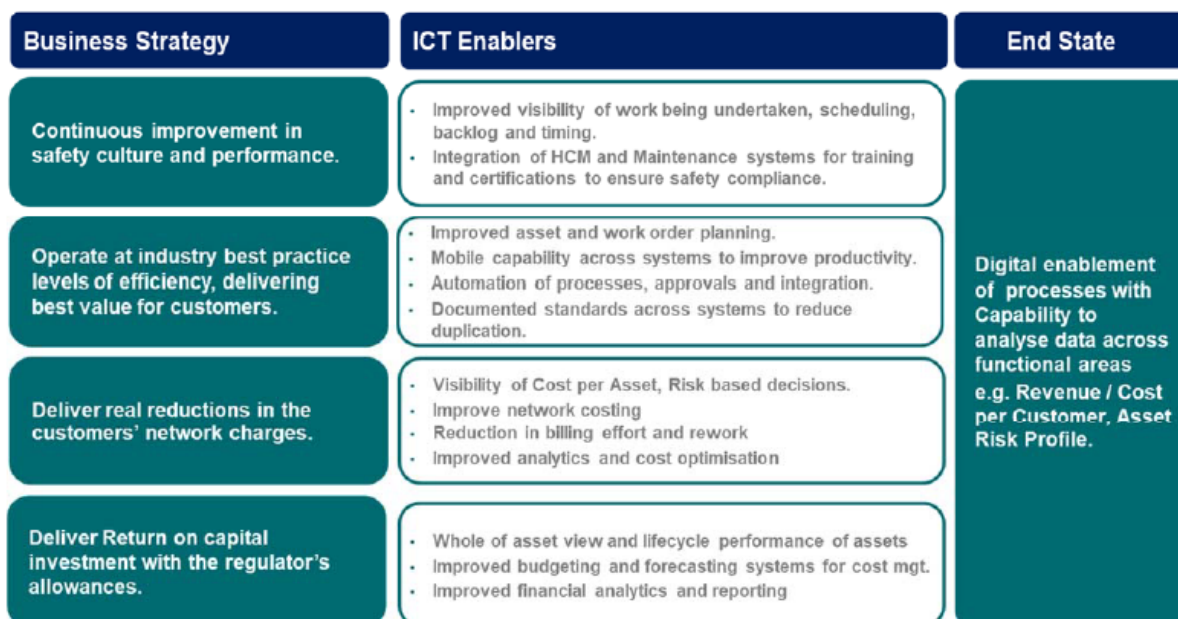 Business Strategy
ICT Enablers
End State
Continuous improvement in
safety culture and performance.
• Improved visibility of work being undertaken, scheduling,
backlog and timing.
• Integration of HCM and Maintenance systems for training
and certifications to ensure safety compliance.
Operate at industry best practice
levels of efficiency, delivering
best value for customers.
• Improved asset and work order planning.
• Mobile capability across systems to improve productivity.
• Automation of processes, approvals and integration.
• Documented standards across systems to reduce
duplication.
Deliver real reductions in the
customers' network charges.
• Visibility of Cost per Asset, Risk based decisions.
• Improve network costing
• Reduction in billing effort and rework
• Improved analytics and cost optimisation
Deliver Return on capital
investment with the regulator's
allowances.
• Whole of asset view and lifecycle performance of assets
• Improved budgeting and forecasting systems for cost mgt.
• Improved financial analytics and reporting
Digital enablement
of processes with
Capability to
analyse data across
functional areas
e.g. Revenue / Cost
per Customer, Asset
Risk Profile.